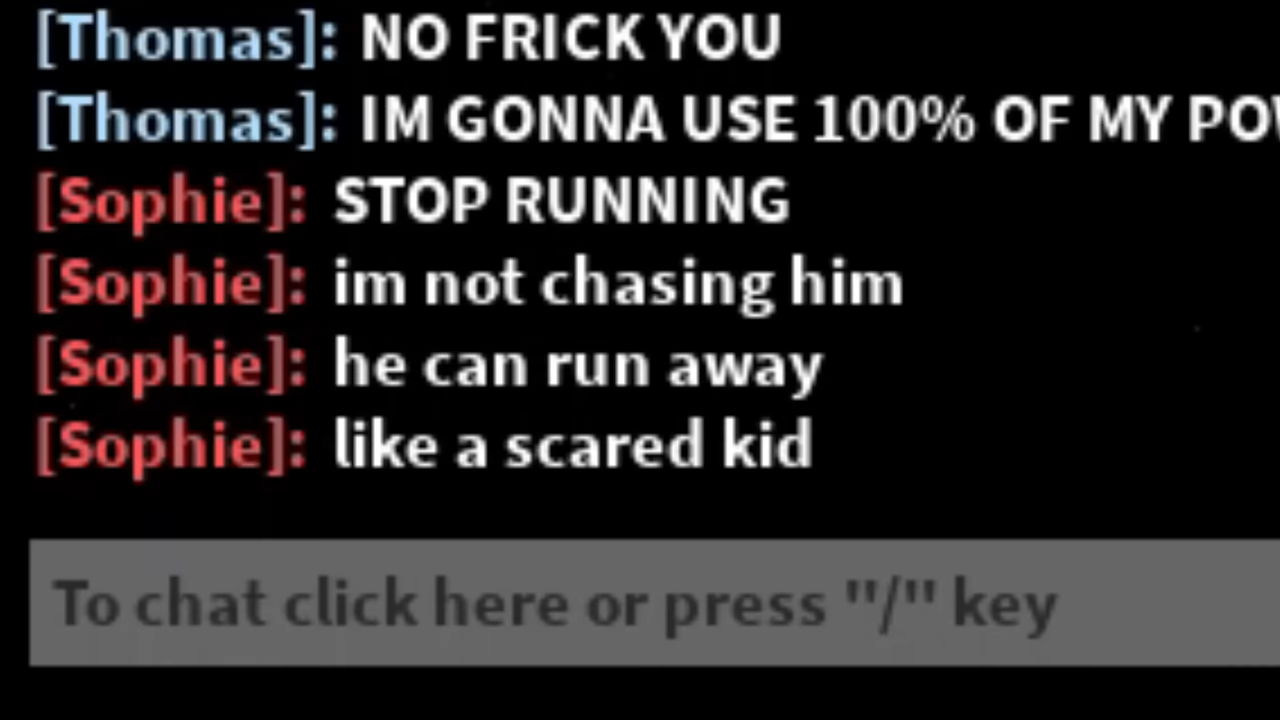 [Thomas]: NO FRICK YOU
[Thomas]: IM GONNA USE 100% OF MY
[Sophie]: STOP RUNNING
[Sophie]: im not chasing him
[Sophie]: he can run away
[Sophie]: like a scared kid
To chat click here or press "/" key